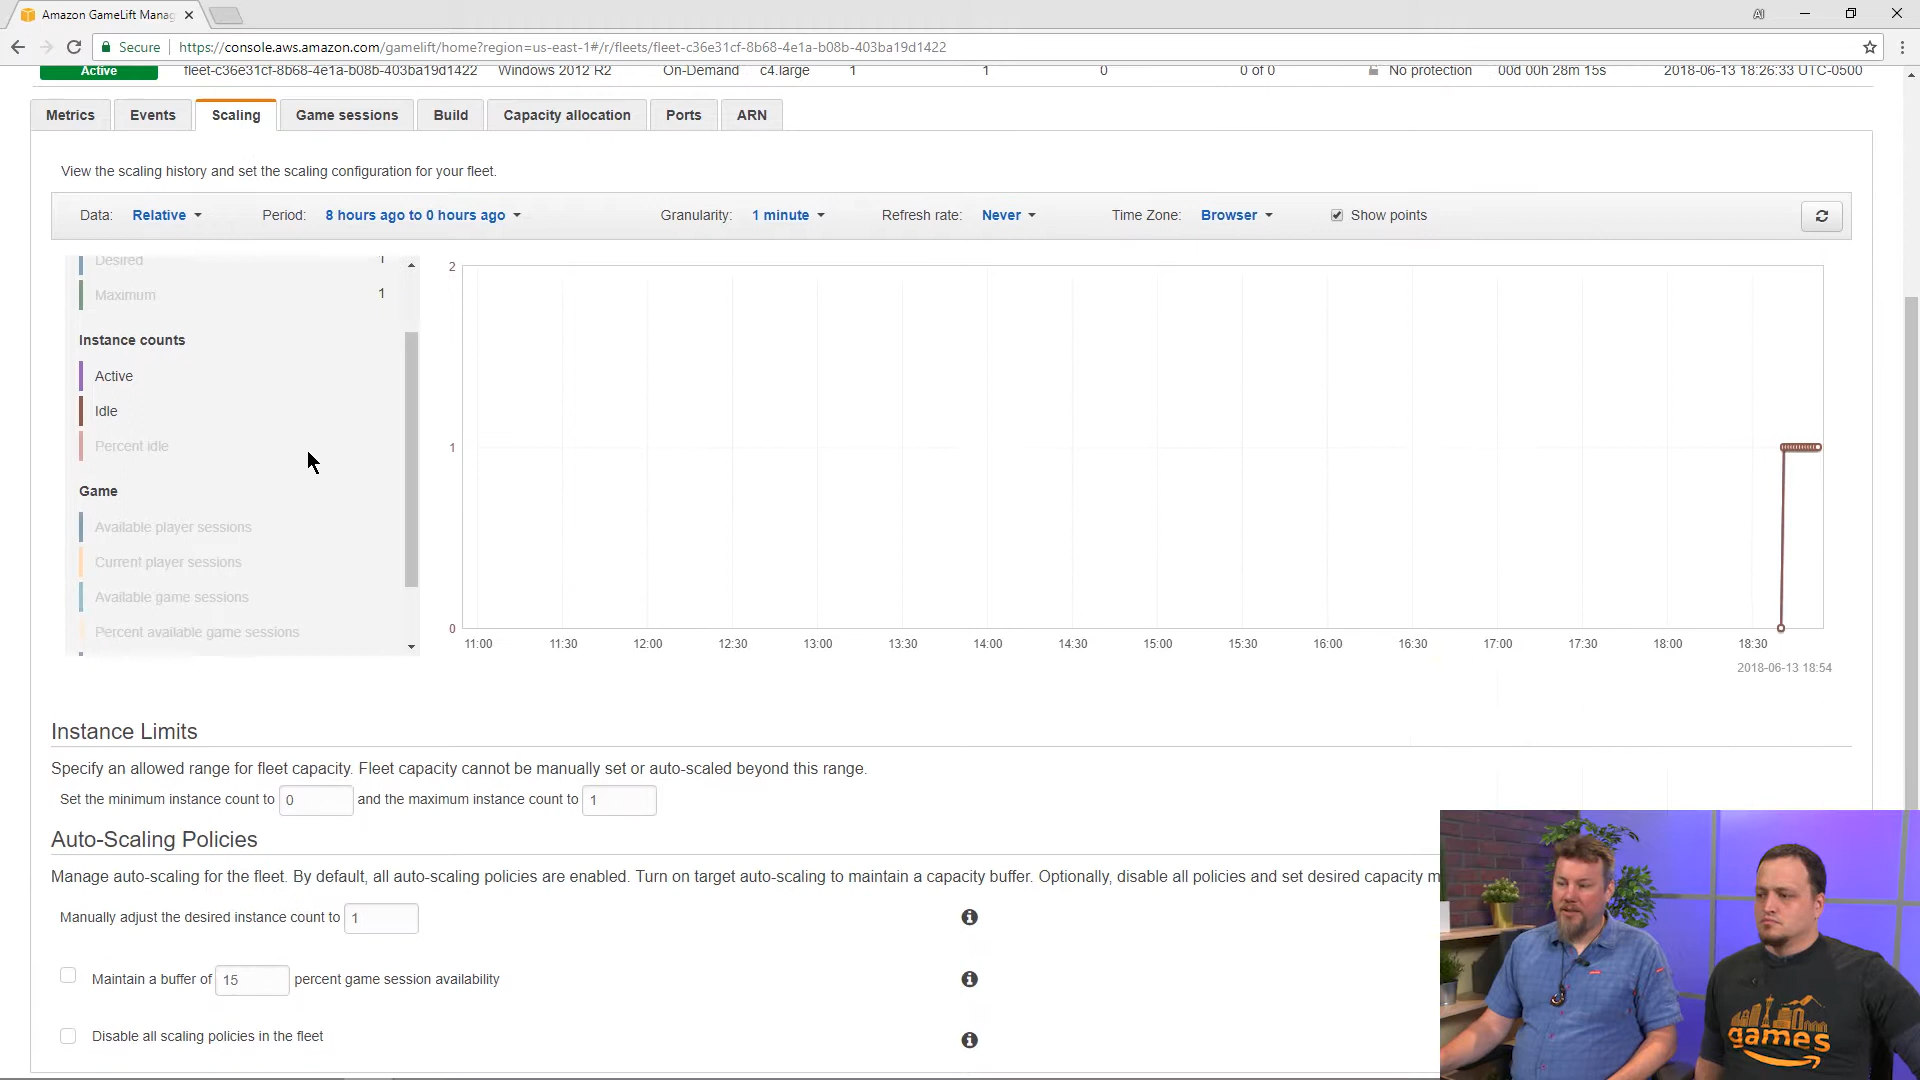 Amazon GameLift Manag
AI
Secure https://console.aws.amazon.com/gamelift/home?region=us-east-1#/r/fleets/fleet-c36e31cf-8b68-4e1a-b08b-403ba19d1422
Active fleet-c36e31cf-8b68-4e1a-b08b-403ba19d1422 Windows 2012 R2 On-Demand c4.large 1 1 0 0 of 0 No protection 00d 00h 28m 15s 2018-06-13 18:26:33 UTC-0500
Metrics Events Scaling Game sessions Build Capacity allocation Ports ARN
View the scaling history and set the scaling configuration for your fleet.
Data: Relative Period: 8 hours ago to 0 hours ago Granularity: 1 minute Refresh rate: Never Time Zone: Browser Show points
Desired 1
Maximum 1
Instance counts
Active
Idle
Percent idle
Game
Available player sessions
Current player sessions
Available game sessions
Percent available game sessions
2
1
0
11:00 11:30 12:00 12:30 13:00 13:30 14:00 14:30 15:00 15:30 16:00 16:30 17:00 17:30 18:00 18:30
2018-06-13 18:54
Instance Limits
Specify an allowed range for fleet capacity. Fleet capacity cannot be manually set or auto-scaled beyond this range.
Set the minimum instance count to 0 and the maximum instance count to 1
Auto-Scaling Policies
Manage auto-scaling for the fleet. By default, all auto-scaling policies are enabled. Turn on target auto-scaling to maintain a capacity buffer. Optionally, disable all policies and set desired capacity m
Manually adjust the desired instance count to 1
Maintain a buffer of 15 percent game session availability
Disable all scaling policies in the fleet
games